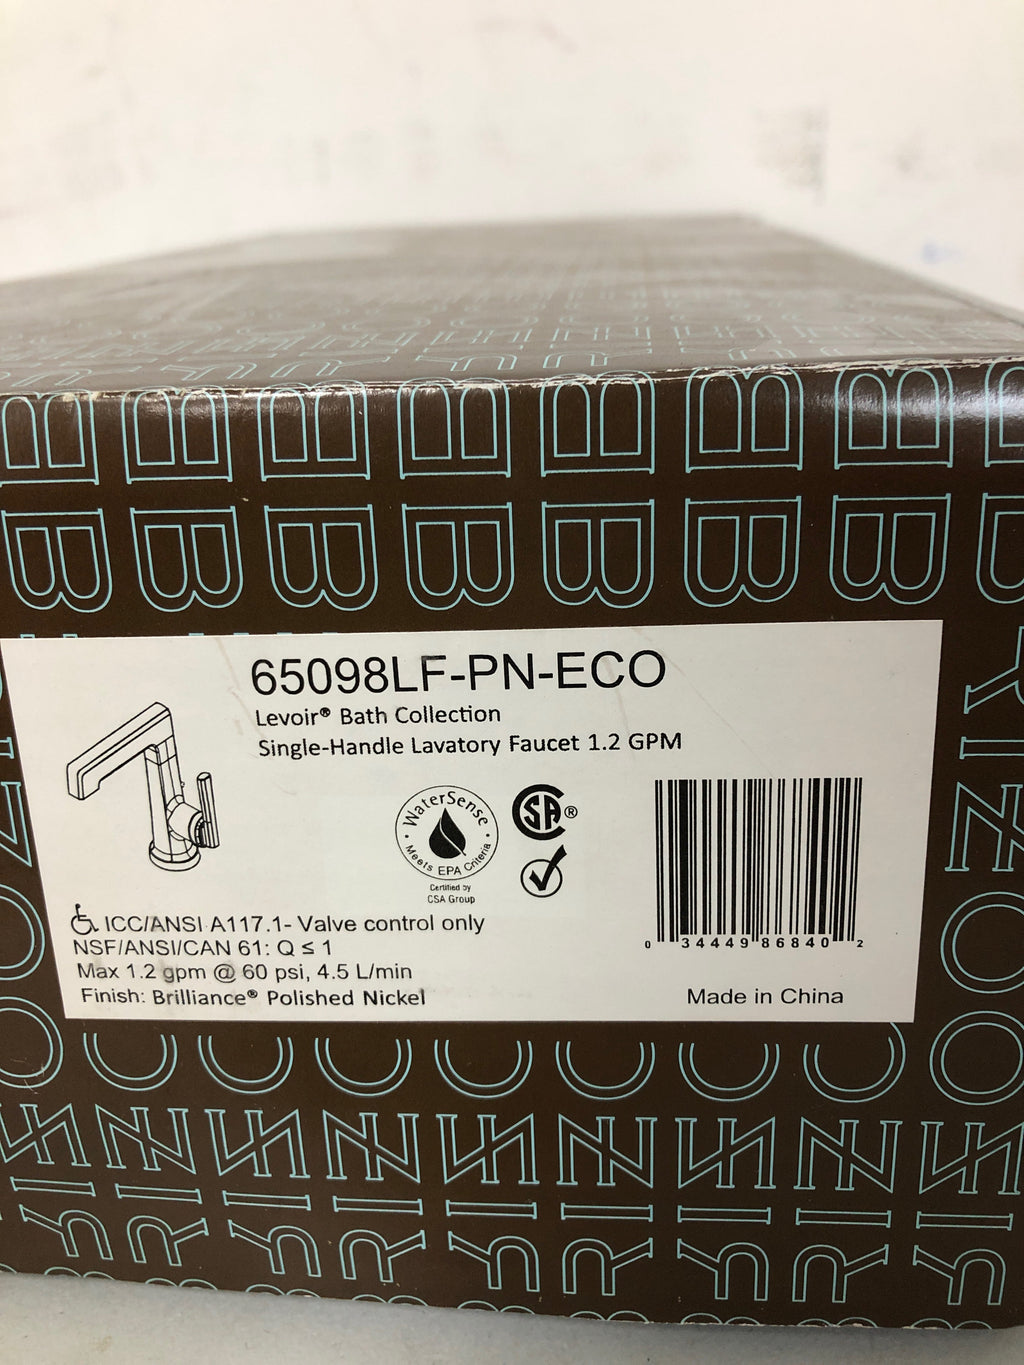 65098LF-PN-ECO
Levoir® Bath Collection
Single-Handle Lavatory Faucet 1.2 GPM
WaterSense
Meets EPA Criteria
Certified by
CSA Group
SA®
ICC/ANSI A117.1- Valve control only
NSF/ANSI/CAN 61: Q ≤ 1
Max 1.2 gpm @ 60 psi, 4.5 L/min
Finish: Brilliance® Polished Nickel
0 34449 86840 2
Made in China
BRIZO